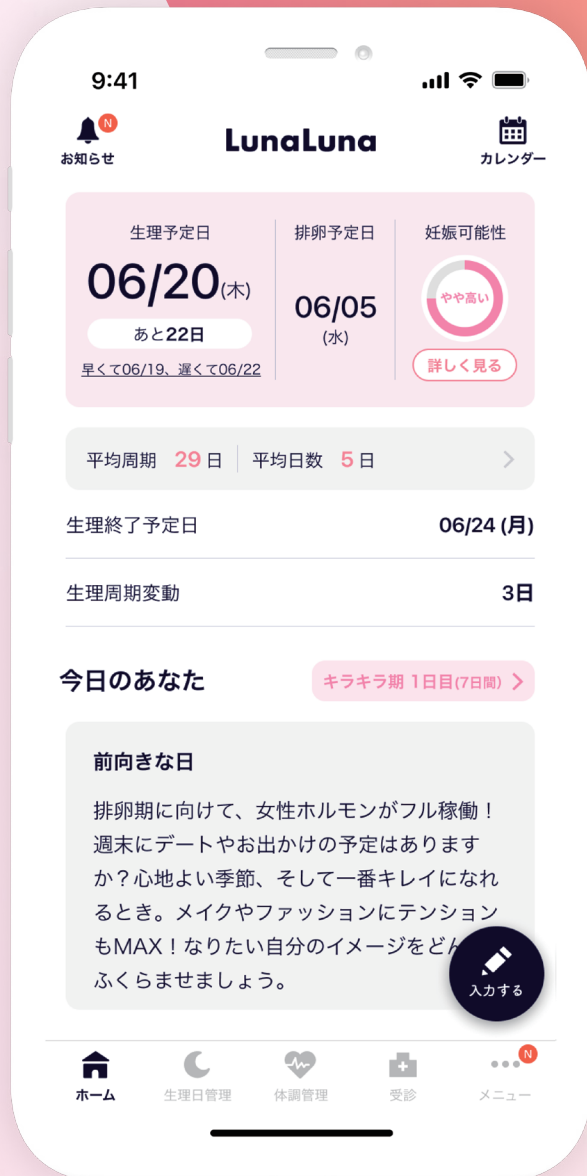 9:41
N
お知らせ
LunaLuna
カレンダー
生理予定日
06/20(木)
あと22日
早くて06/19、遅くて06/22
排卵予定日
06/05
(水)
妊娠可能性
やや高い
詳しく見る
平均周期 29日 平均日数 5日
生理終了予定日 06/24 (月)
生理周期変動 3日
今日のあなた
キラキラ期 1日目(7日間)
前向きな日
排卵期に向けて、女性ホルモンがフル稼働！
週末にデートやお出かけの予定はあります
か？心地よい季節、そして一番キレイになれ
るとき。メイクやファッションにテンション
もMAX！なりたい自分のイメージをどん
ふくらませましょう。
入力する
ホーム
生理日管理
体調管理
受診
N
メニュー